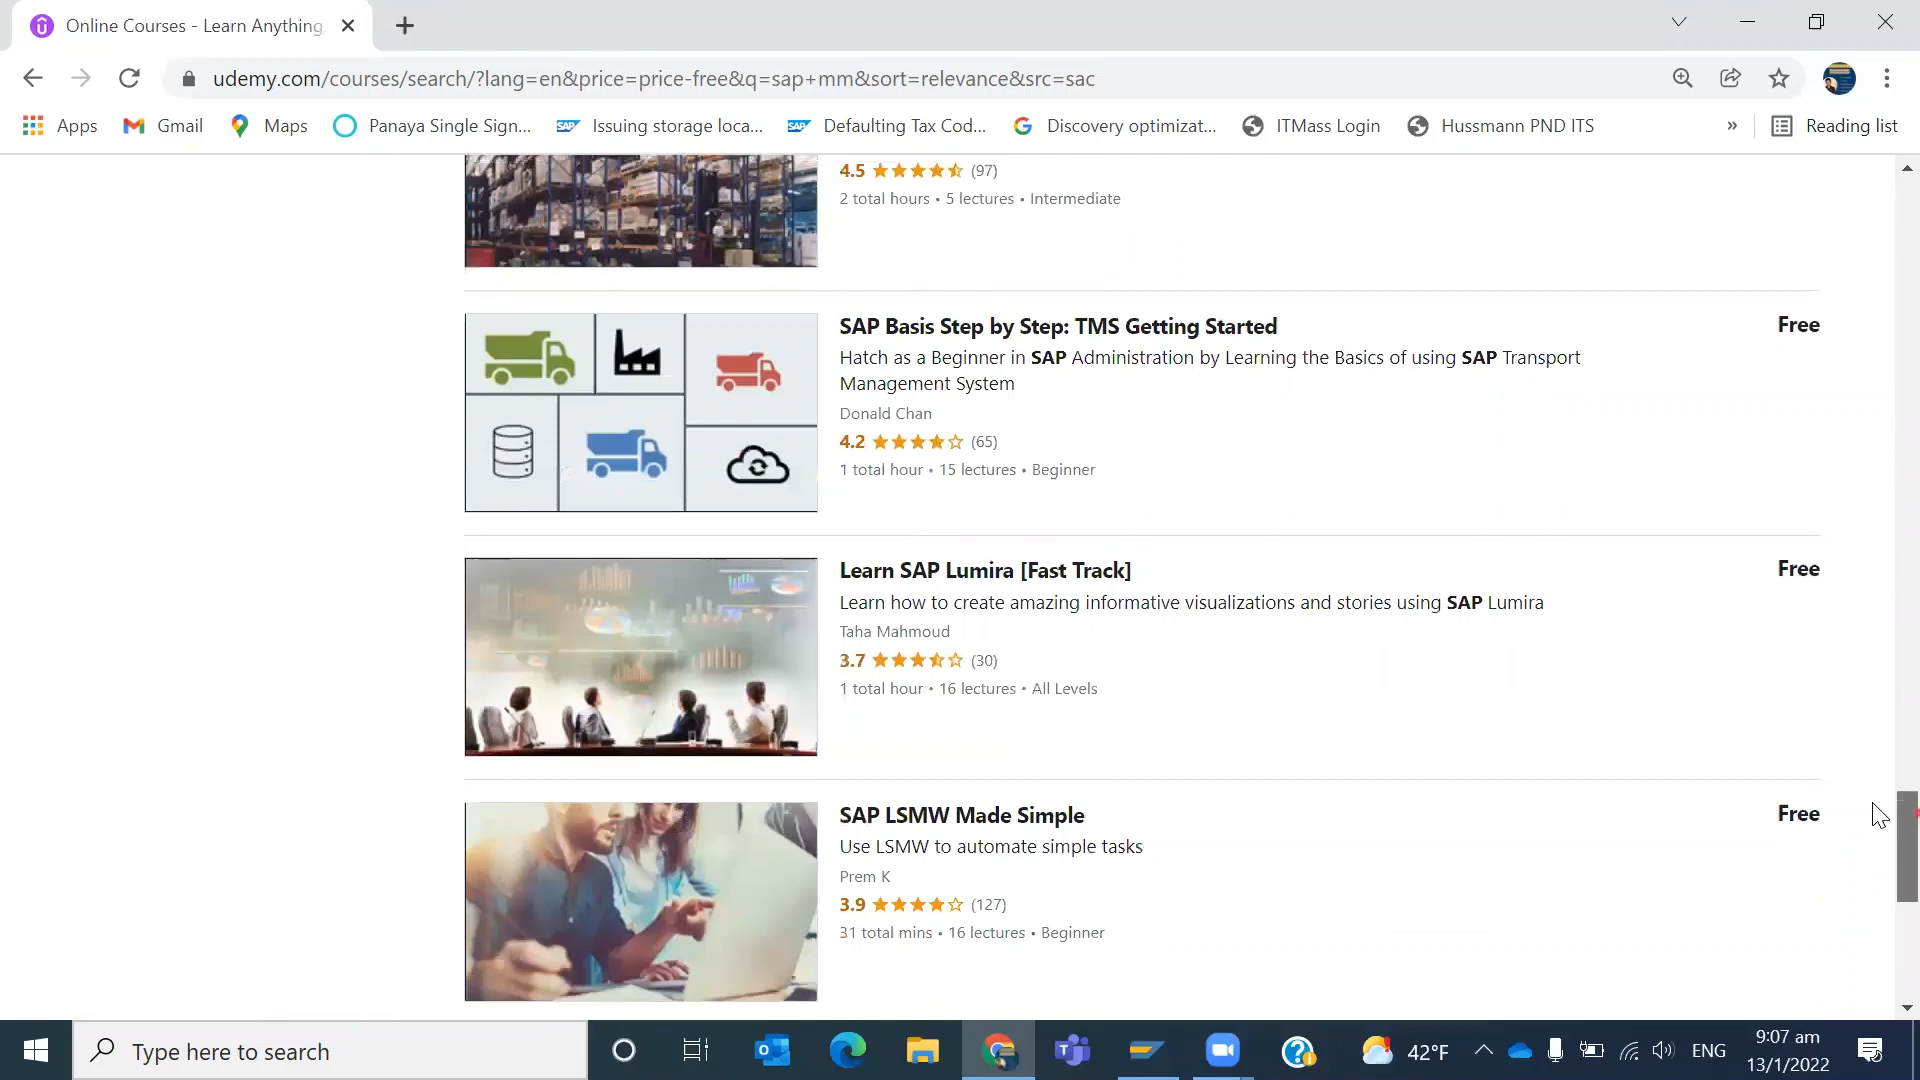 Online Courses - Learn Anything
udemy.com/courses/search/?lang=en&price=price-free&q=sap+mm&sort=relevance&src=sac
Apps Gmail Maps Panaya Single Sign... Issuing storage loca... Defaulting Tax Cod... Discovery optimizat... ITMass Login Hussmann PND ITS » Reading list
4.5 (97)
2 total hours • 5 lectures • Intermediate
SAP Basis Step by Step: TMS Getting Started Free
Hatch as a Beginner in SAP Administration by Learning the Basics of using SAP Transport
Management System
Donald Chan
4.2 (65)
1 total hour • 15 lectures • Beginner
Learn SAP Lumira [Fast Track] Free
Learn how to create amazing informative visualizations and stories using SAP Lumira
Taha Mahmoud
3.7 (30)
1 total hour • 16 lectures • All Levels
SAP LSMW Made Simple Free
Use LSMW to automate simple tasks
Prem K
3.9 (127)
31 total mins • 16 lectures • Beginner
Type here to search
42°F
ENG
9:07 am
13/1/2022